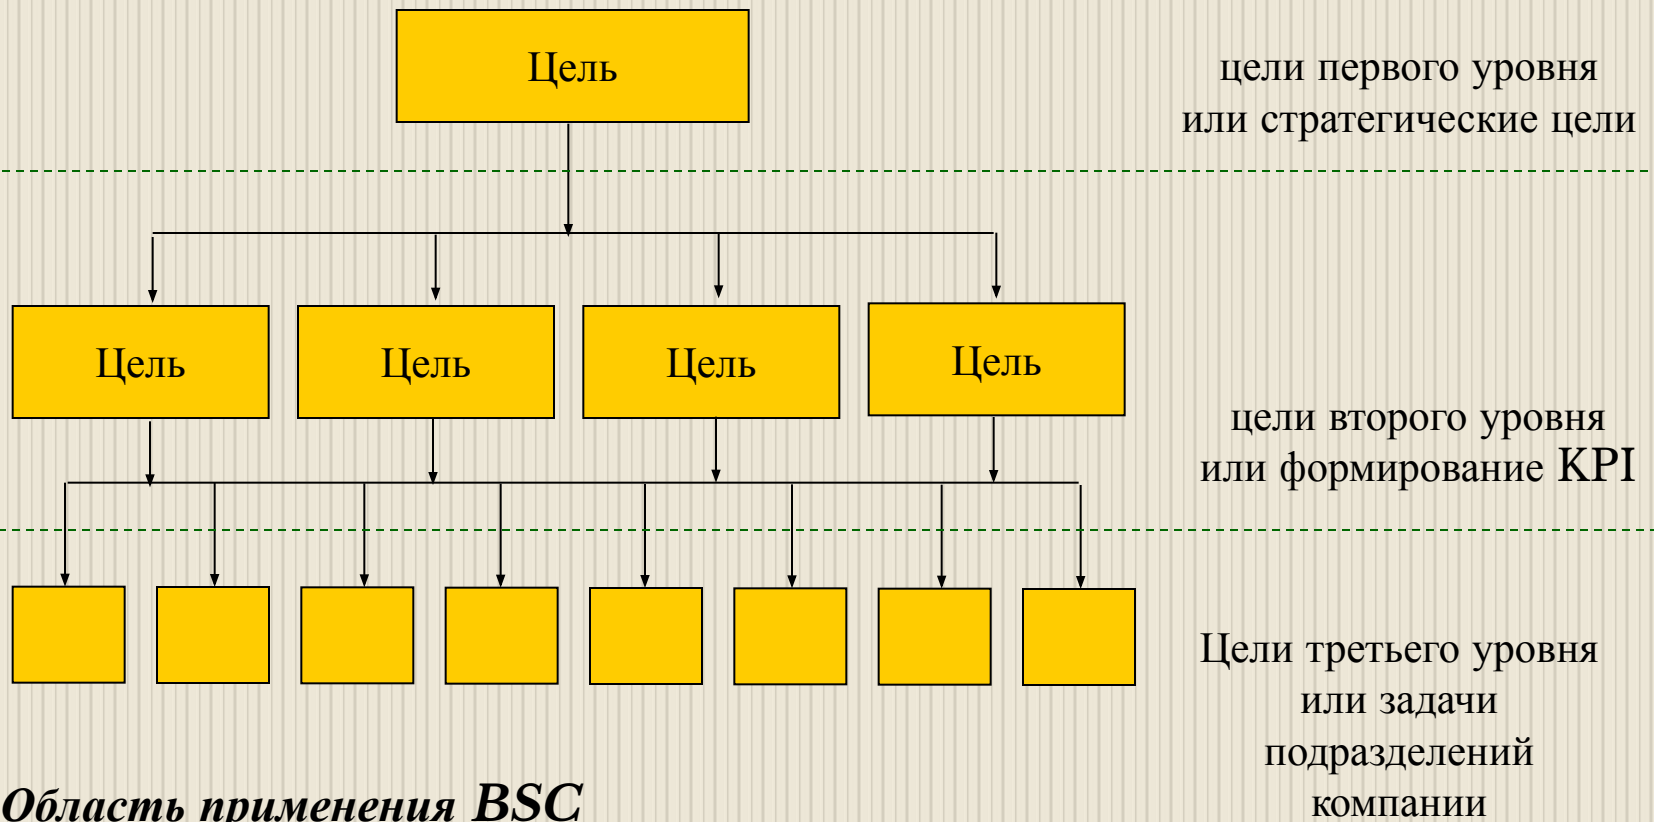 Цель
цели первого уровня
или стратегические цели
Цель
Цель
Цель
Цель
цели второго уровня
или формирование KPI
Цели третьего уровня
или задачи
подразделений
компании
Область применения BSC